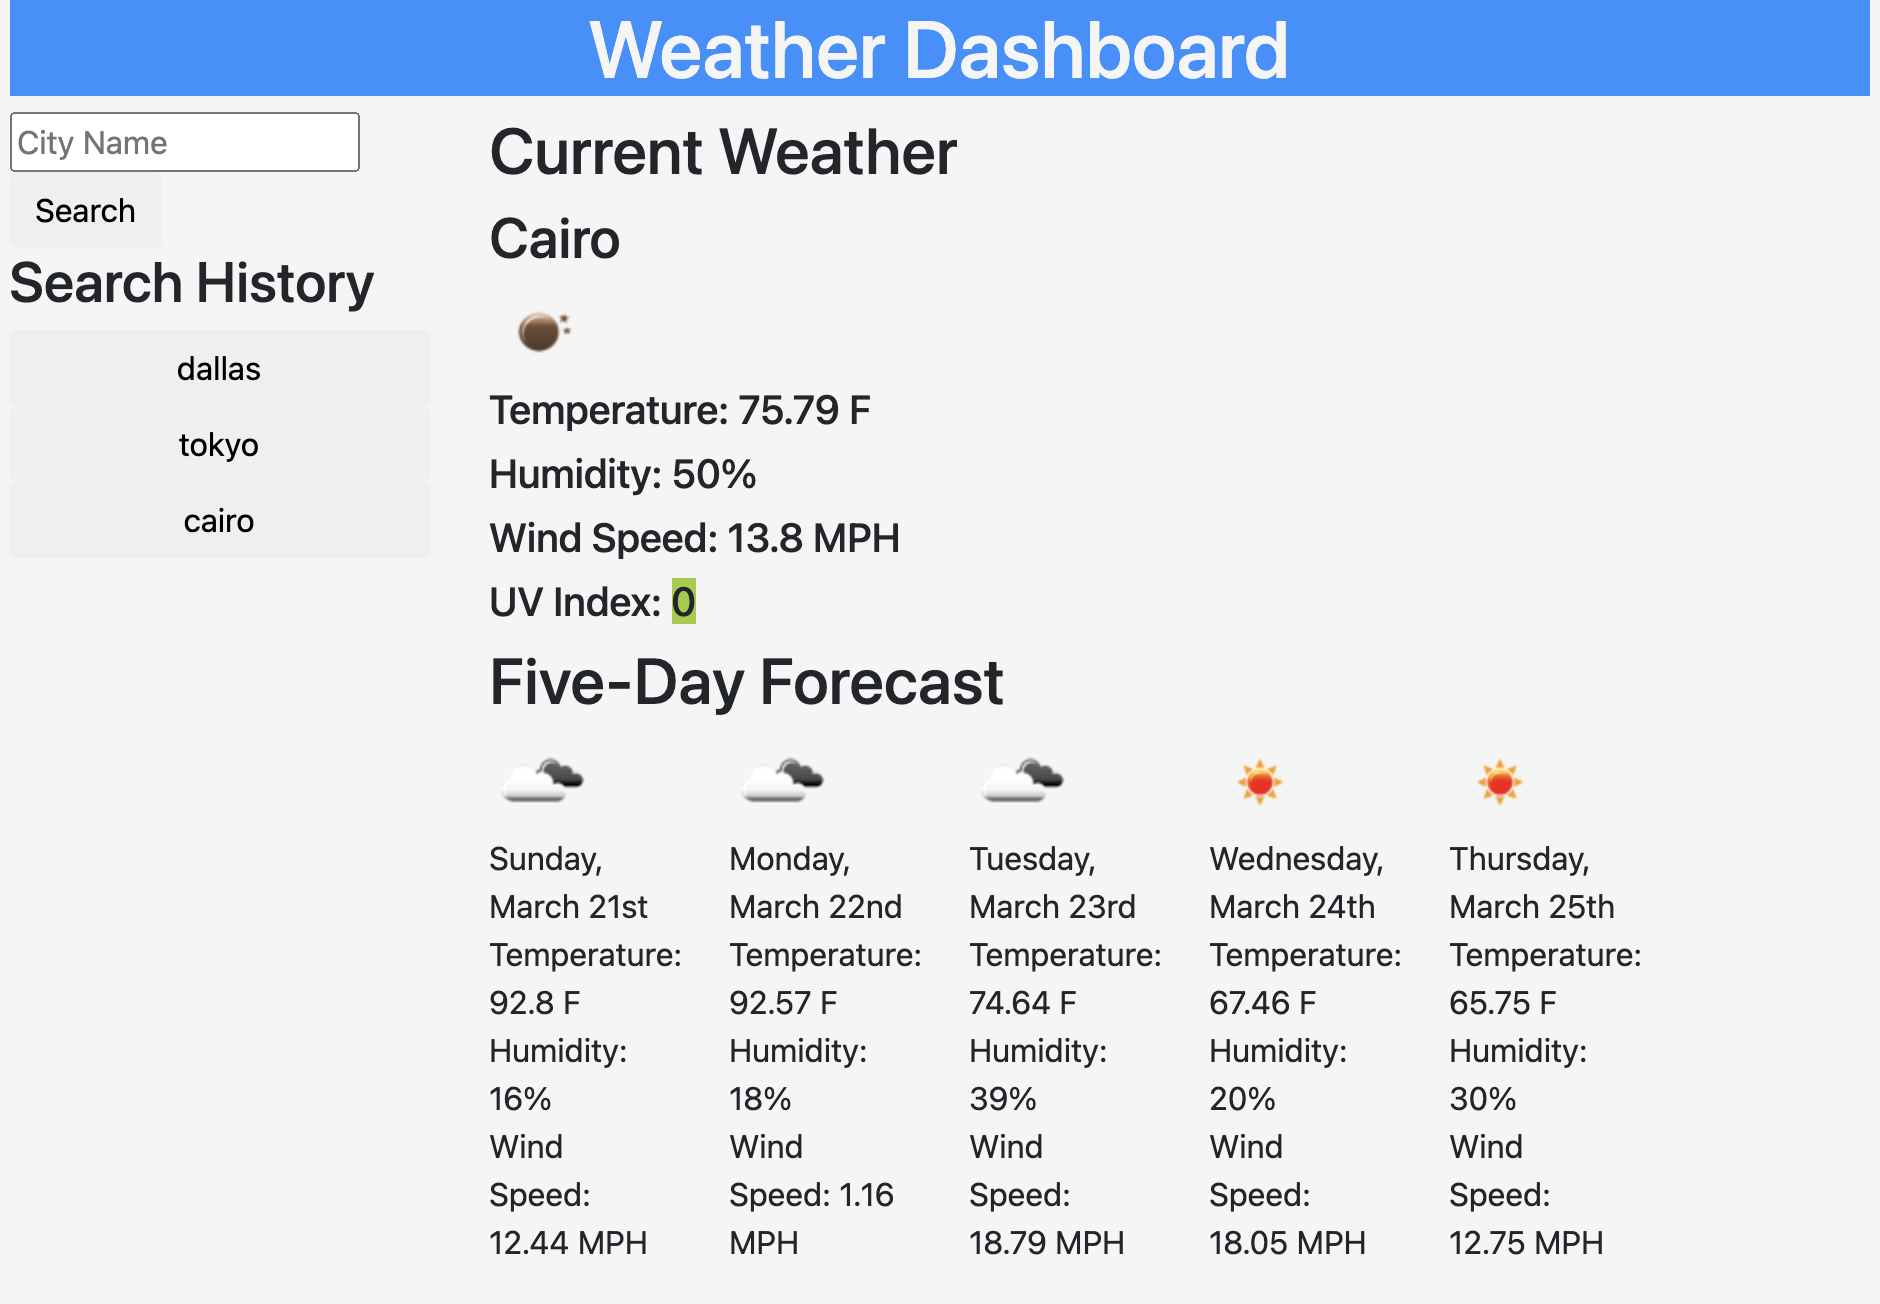 Weather Dashboard
City Name
Search
Search History
dallas
tokyo
cairo
Current Weather
Cairo
Temperature: 75.79 F
Humidity: 50%
Wind Speed: 13.8 MPH
UV Index: 0
Five-Day Forecast
Sunday,
March 21st
Temperature:
92.8 F
Humidity:
16%
Wind
Speed:
12.44 MPH
Monday,
March 22nd
Temperature:
92.57 F
Humidity:
18%
Wind
Speed: 1.16
MPH
Tuesday,
March 23rd
Temperature:
74.64 F
Humidity:
39%
Wind
Speed:
18.79 MPH
Wednesday,
March 24th
Temperature:
67.46 F
Humidity:
20%
Wind
Speed:
18.05 MPH
Thursday,
March 25th
Temperature:
65.75 F
Humidity:
30%
Wind
Speed:
12.75 MPH